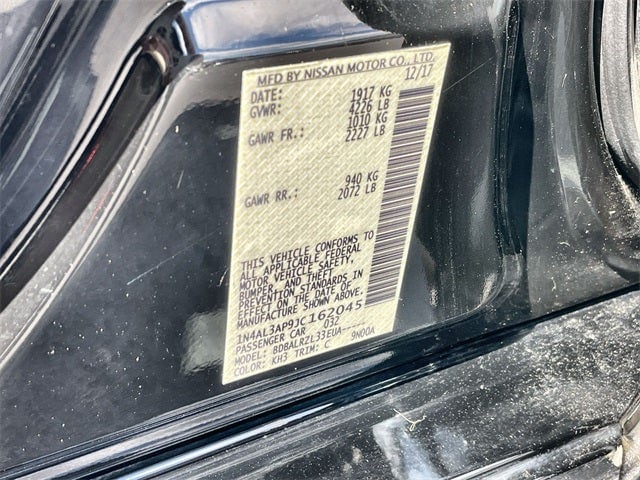 MFD BY NISSAN MOTOR CO., LTD.
DATE: 12/17
GVWR: 1917 KG
4226 LB
GAWR FR.: 1010 KG
2227 LB
GAWR RR.: 940 KG
2072 LB
THIS VEHICLE CONFORMS TO
ALL APPLICABLE FEDERAL
MOTOR VEHICLE SAFETY,
BUMPER, AND THEFT
PREVENTION STANDARDS IN
EFFECT ON THE DATE OF
MANUFACTURE SHOWN ABOVE.
1N4AL3AP9JC162045
PASSENGER CAR 03Z
MODEL: BDBALRZL33EUA----
COLOR: KH3 TRIM: C 9N00A